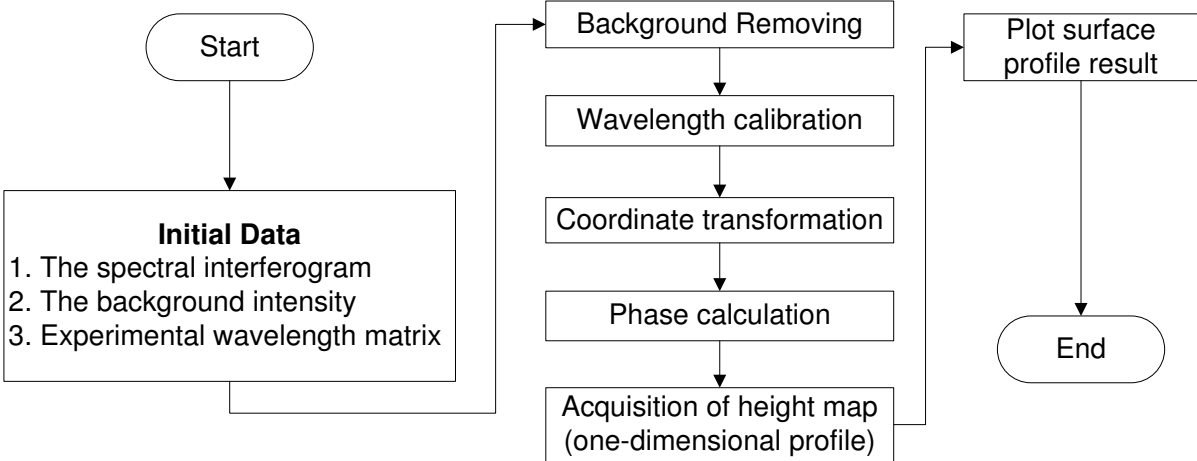 Start
Initial Data
1. The spectral interferogram
2. The background intensity
3. Experimental wavelength matrix
Background Removing
Wavelength calibration
Coordinate transformation
Phase calculation
Acquisition of height map
(one-dimensional profile)
Plot surface
profile result
End